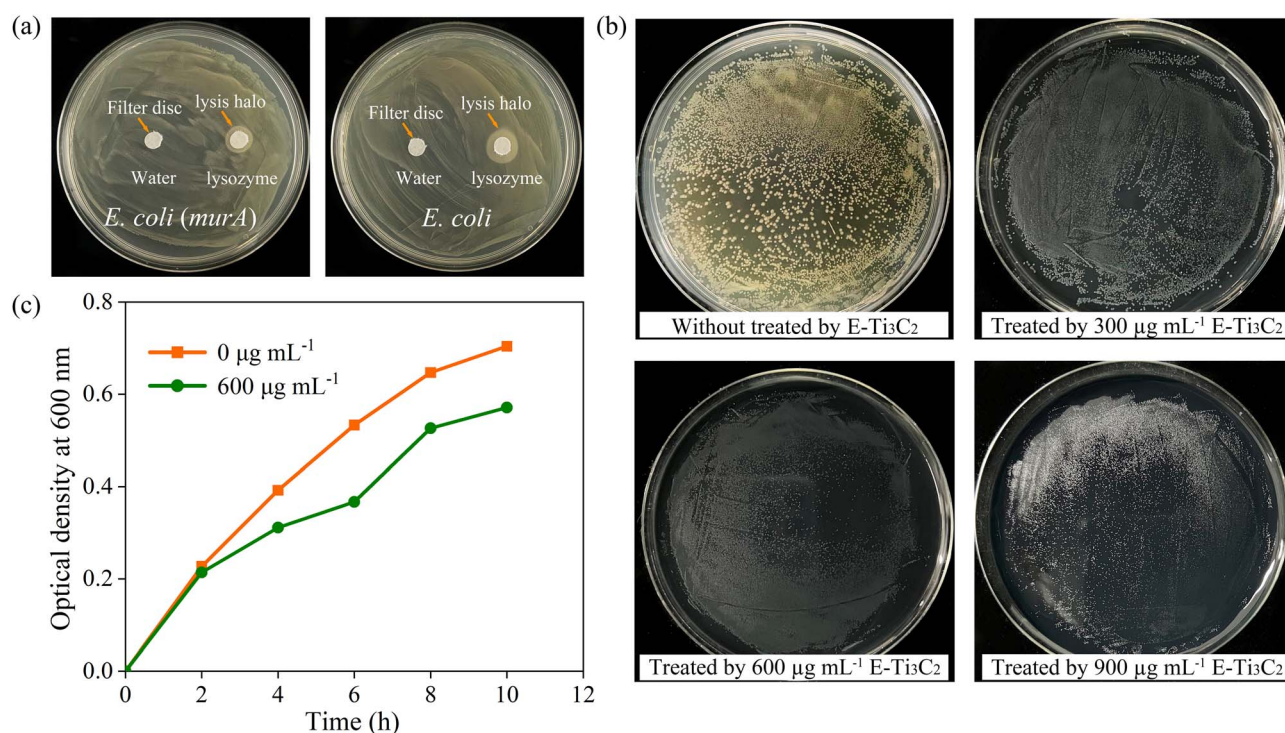 (a)
Filter disc
lysis halo
Water
lysozyme
E. coli (murA)
Filter disc
lysis halo
Water
lysozyme
E. coli
(b)
Without treated by E-Ti₃C₂
Treated by 300 μg mL⁻¹ E-Ti₃C₂
Treated by 600 μg mL⁻¹ E-Ti₃C₂
Treated by 900 μg mL⁻¹ E-Ti₃C₂
(c)
0 μg mL⁻¹
600 μg mL⁻¹
Optical density at 600 nm
0.8
0.6
0.4
0.2
0.0
0 2 4 6 8 10 12
Time (h)